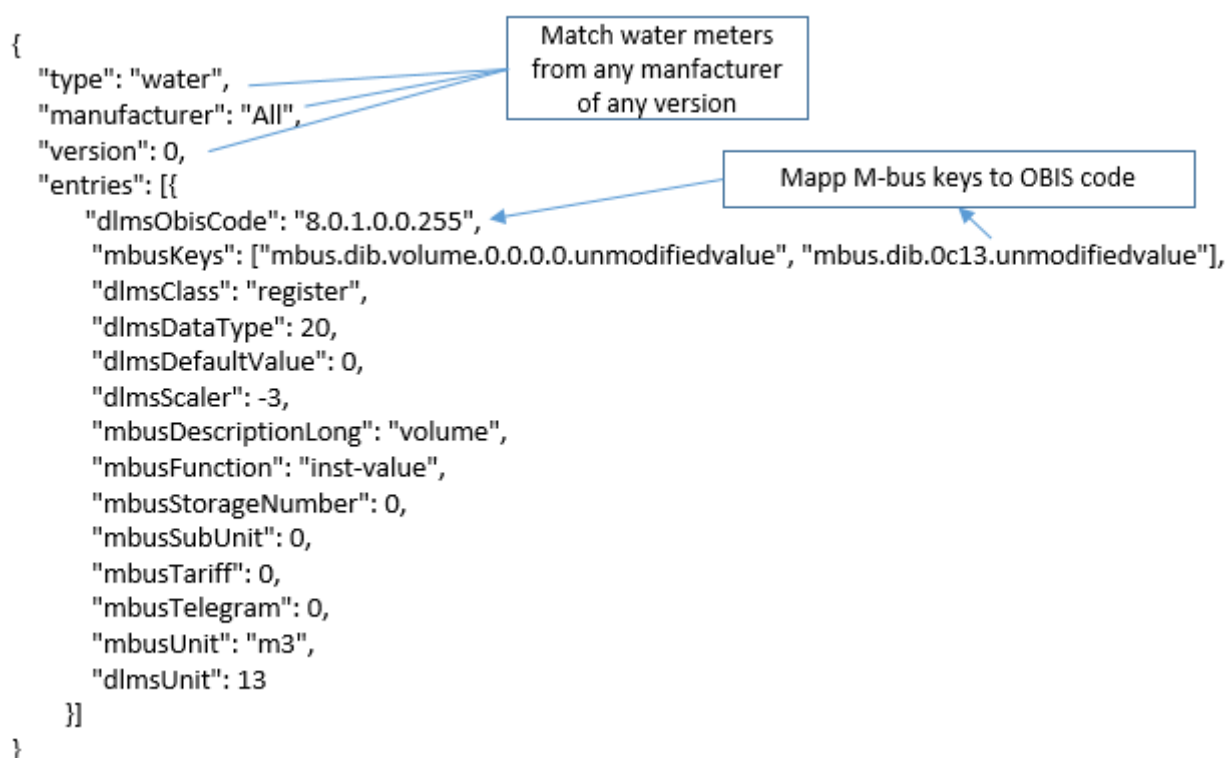 Match water meters
from any manfacturer
of any version
{
"type": "water",
"manufacturer": "All",
"version": 0,
"entries": [{
Mapp M-bus keys to OBIS code
"dlmsObisCode": "8.0.1.0.0.255",
"mbusKeys": ["mbus.dib.volume.0.0.0.0.unmodifiedvalue", "mbus.dib.0c13.unmodifiedvalue"],
"dlmsClass": "register",
"dlmsDataType": 20,
"dlmsDefaultValue": 0,
"dlmsScaler": -3,
"mbusDescriptionLong": "volume",
"mbusFunction": "inst-value",
"mbusStorageNumber": 0,
"mbusSubUnit": 0,
"mbusTariff": 0,
"mbusTelegram": 0,
"mbusUnit": "m3",
"dlmsUnit": 13
}]
}